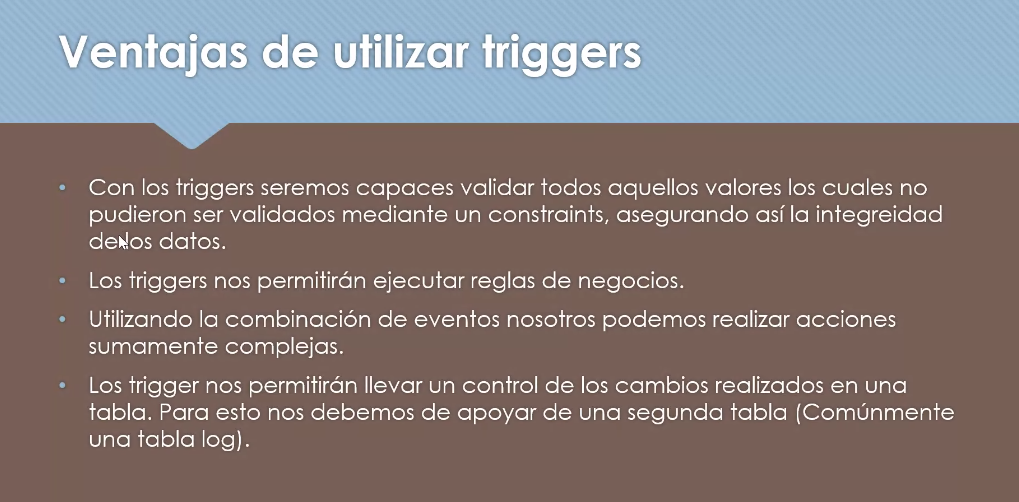 Ventajas de utilizar triggers
• Con los triggers seremos capaces validar todos aquellos valores los cuales no
pudieron ser validados mediante un constraints, asegurando así la integreidad
de los datos.
• Los triggers nos permitirán ejecutar reglas de negocios.
• Utilizando la combinación de eventos nosotros podemos realizar acciones
sumamente complejas.
• Los trigger nos permitirán llevar un control de los cambios realizados en una
tabla. Para esto nos debemos de apoyar de una segunda tabla (Comúnmente
una tabla log).